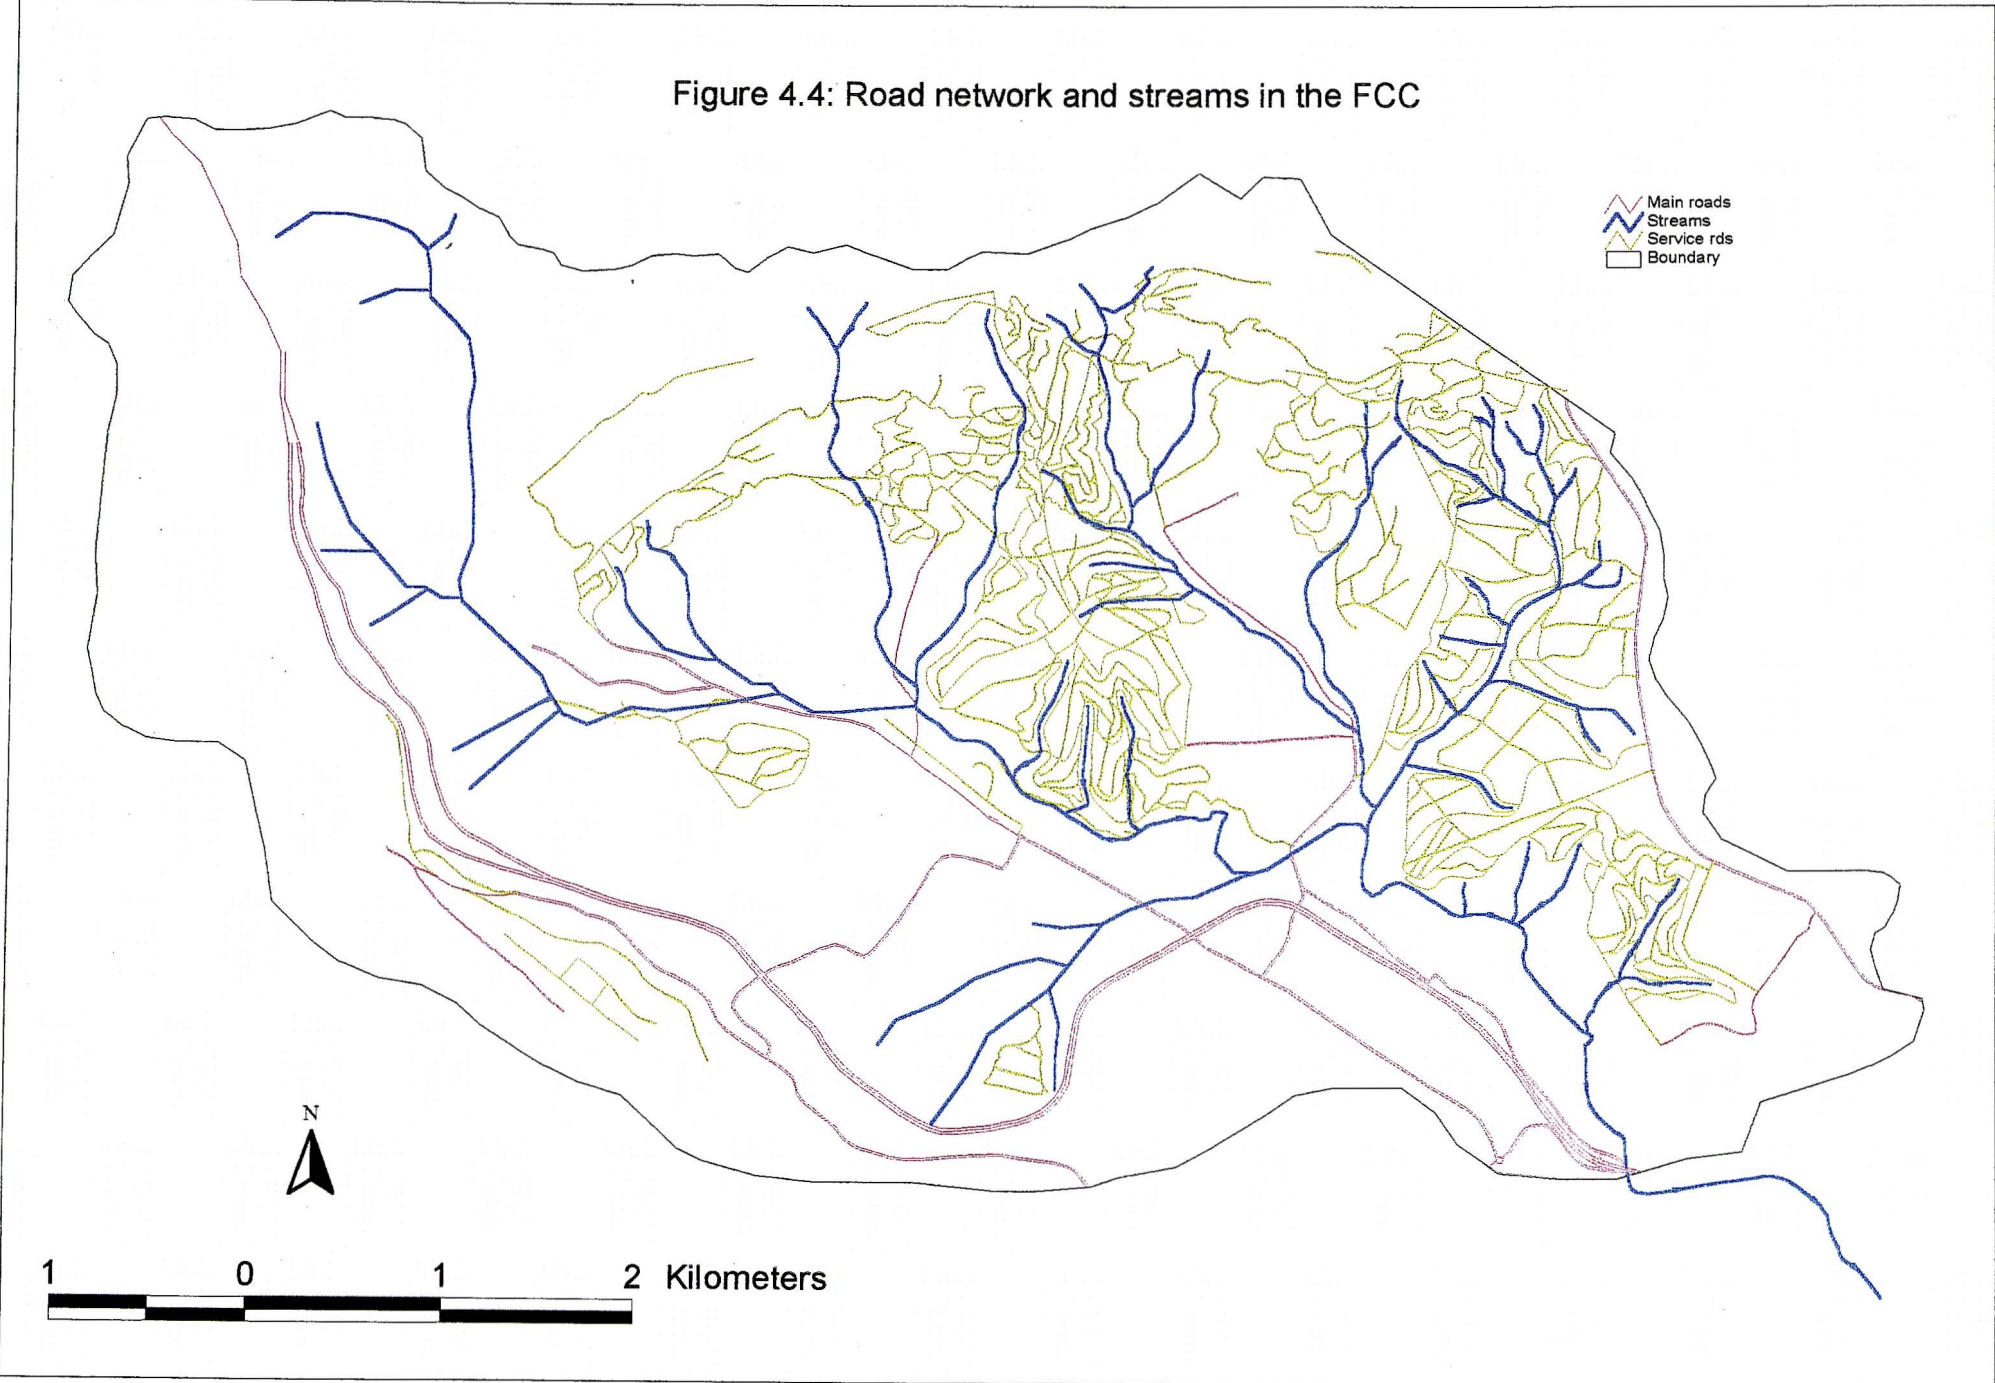 Figure 4.4: Road network and streams in the FCC
Main roads
Streams
Service rds
Boundary
N
1 0 1 2 Kilometers